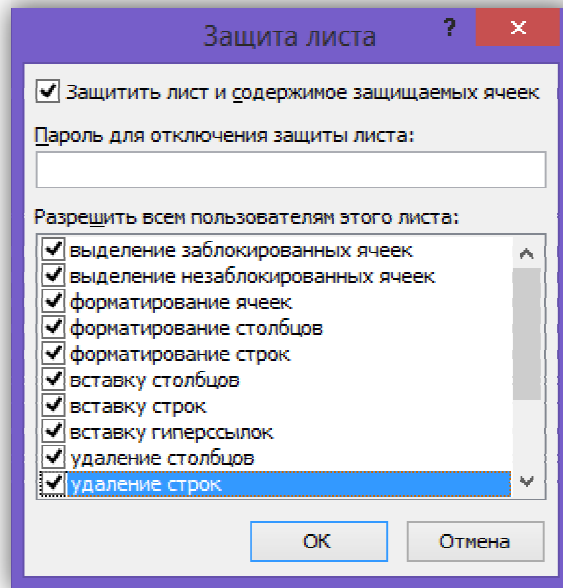 Защита листа
?
Защитить лист и содержимое защищаемых ячеек
Пароль для отключения защиты листа:
Разрешить всем пользователям этого листа:
выделение заблокированных ячеек
выделение незаблокированных ячеек
форматирование ячеек
форматирование столбцов
форматирование строк
вставку столбцов
вставку строк
вставку гиперссылок
удаление столбцов
удаление строк
ОК
Отмена